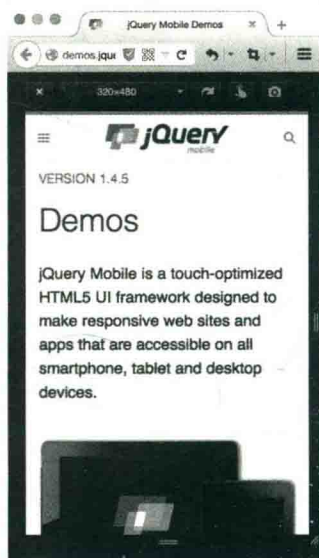 jQuery Mobile Demos
demos.jqui
320×480
jQuery
mobile
VERSION 1.4.5
Demos
jQuery Mobile is a touch-optimized
HTML5 UI framework designed to
make responsive web sites and
apps that are accessible on all
smartphone, tablet and desktop
devices.